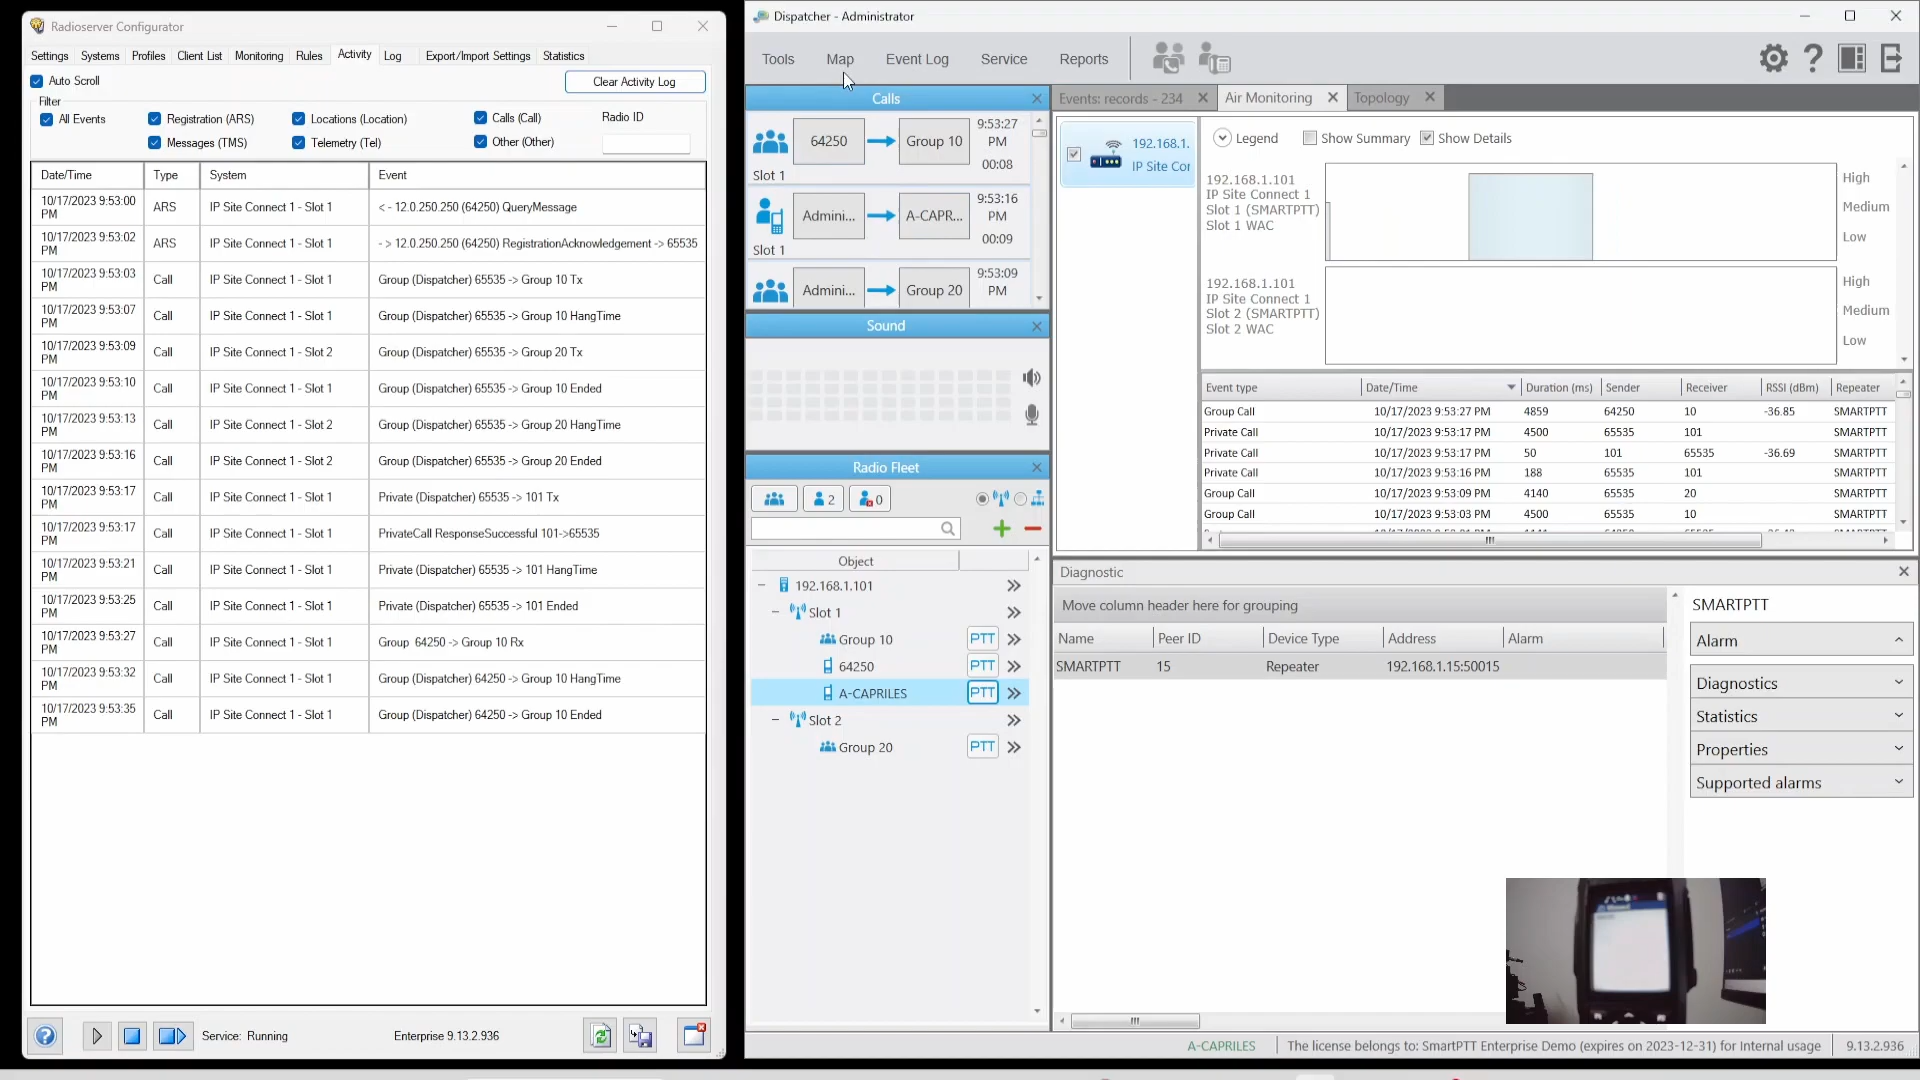 Radioserver Configurator
Settings Systems Profiles Client List Monitoring Rules Activity Log Export/Import Settings Statistics
Auto Scroll
Clear Activity Log
Filter
All Events Registration (ARS) Locations (Location) Calls (Call) Radio ID
Messages (TMS) Telemetry (Tel) Other (Other)
Date/Time Type System Event
10/17/2023 9:53:00 PM ARS IP Site Connect 1 - Slot 1 < - 12.0.250.250 (64250) QueryMessage
10/17/2023 9:53:02 PM ARS IP Site Connect 1 - Slot 1 - > 12.0.250.250 (64250) RegistrationAcknowledgement -> 65535
10/17/2023 9:53:03 PM Call IP Site Connect 1 - Slot 1 Group (Dispatcher) 65535 -> Group 10 Tx
10/17/2023 9:53:07 PM Call IP Site Connect 1 - Slot 1 Group (Dispatcher) 65535 -> Group 10 HangTime
10/17/2023 9:53:09 PM Call IP Site Connect 1 - Slot 2 Group (Dispatcher) 65535 -> Group 20 Tx
10/17/2023 9:53:10 PM Call IP Site Connect 1 - Slot 1 Group (Dispatcher) 65535 -> Group 10 Ended
10/17/2023 9:53:13 PM Call IP Site Connect 1 - Slot 2 Group (Dispatcher) 65535 -> Group 20 HangTime
10/17/2023 9:53:16 PM Call IP Site Connect 1 - Slot 2 Group (Dispatcher) 65535 -> Group 20 Ended
10/17/2023 9:53:17 PM Call IP Site Connect 1 - Slot 1 Private (Dispatcher) 65535 -> 101 Tx
10/17/2023 9:53:17 PM Call IP Site Connect 1 - Slot 1 PrivateCall ResponseSuccessful 101->65535
10/17/2023 9:53:21 PM Call IP Site Connect 1 - Slot 1 Private (Dispatcher) 65535 -> 101 HangTime
10/17/2023 9:53:25 PM Call IP Site Connect 1 - Slot 1 Private (Dispatcher) 65535 -> 101 Ended
10/17/2023 9:53:27 PM Call IP Site Connect 1 - Slot 1 Group 64250 -> Group 10 Rx
10/17/2023 9:53:32 PM Call IP Site Connect 1 - Slot 1 Group (Dispatcher) 64250 -> Group 10 HangTime
10/17/2023 9:53:35 PM Call IP Site Connect 1 - Slot 1 Group (Dispatcher) 64250 -> Group 10 Ended
Service: Running Enterprise 9.13.2.936
Dispatcher - Administrator
Tools Map Event Log Service Reports
Calls
64250 Group 10 9:53:27 PM 00:08
Slot 1
Admini... A-CAPR... 9:53:16 PM 00:09
Slot 1
Admini... Group 20 9:53:09 PM
Sound
Radio Fleet
2 0
Object
192.168.1.101
Slot 1
Group 10 PTT
64250 PTT
A-CAPRILES PTT
Slot 2
Group 20 PTT
Events: records - 234 Air Monitoring Topology
192.168.1.
IP Site Cor
Legend Show Summary Show Details
192.168.1.101
IP Site Connect 1
Slot 1 (SMARTPTT)
Slot 1 WAC
High
Medium
Low
192.168.1.101
IP Site Connect 1
Slot 2 (SMARTPTT)
Slot 2 WAC
High
Medium
Low
Event type Date/Time Duration (ms) Sender Receiver RSSI (dBm) Repeater
Group Call 10/17/2023 9:53:27 PM 4859 64250 10 -36.85 SMARTPTT
Private Call 10/17/2023 9:53:17 PM 4500 65535 101 SMARTPTT
Private Call 10/17/2023 9:53:17 PM 50 101 65535 -36.69 SMARTPTT
Private Call 10/17/2023 9:53:16 PM 188 65535 101 SMARTPTT
Group Call 10/17/2023 9:53:09 PM 4140 65535 20 SMARTPTT
Group Call 10/17/2023 9:53:03 PM 4500 65535 10 SMARTPTT
Diagnostic
Move column header here for grouping
Name Peer ID Device Type Address Alarm
SMARTPTT 15 Repeater 192.168.1.15:50015
SMARTPTT
Alarm
Diagnostics
Statistics
Properties
Supported alarms
A-CAPRILES The license belongs to: SmartPTT Enterprise Demo (expires on 2023-12-31) for Internal usage 9.13.2.936